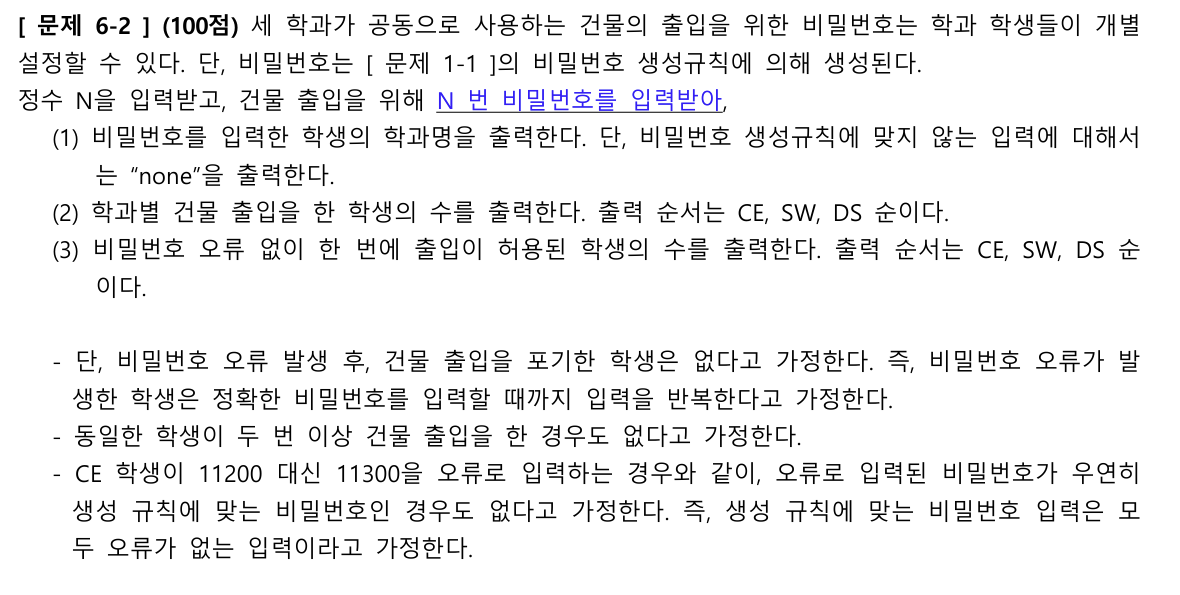 [ 문제 6-2 ] (100점) 세 학과가 공동으로 사용하는 건물의 출입을 위한 비밀번호는 학과 학생들이 개별
설정할 수 있다. 단, 비밀번호는 [ 문제 1-1 ]의 비밀번호 생성규칙에 의해 생성된다.
정수 N을 입력받고, 건물 출입을 위해 N 번 비밀번호를 입력받아,
(1) 비밀번호를 입력한 학생의 학과명을 출력한다. 단, 비밀번호 생성규칙에 맞지 않는 입력에 대해서
는 “none”을 출력한다.
(2) 학과별 건물 출입을 한 학생의 수를 출력한다. 출력 순서는 CE, SW, DS 순이다.
(3) 비밀번호 오류 없이 한 번에 출입이 허용된 학생의 수를 출력한다. 출력 순서는 CE, SW, DS 순
이다.
- 단, 비밀번호 오류 발생 후, 건물 출입을 포기한 학생은 없다고 가정한다. 즉, 비밀번호 오류가 발
생한 학생은 정확한 비밀번호를 입력할 때까지 입력을 반복한다고 가정한다.
- 동일한 학생이 두 번 이상 건물 출입을 한 경우도 없다고 가정한다.
- CE 학생이 11200 대신 11300을 오류로 입력하는 경우와 같이, 오류로 입력된 비밀번호가 우연히
생성 규칙에 맞는 비밀번호인 경우도 없다고 가정한다. 즉, 생성 규칙에 맞는 비밀번호 입력은 모
두 오류가 없는 입력이라고 가정한다.